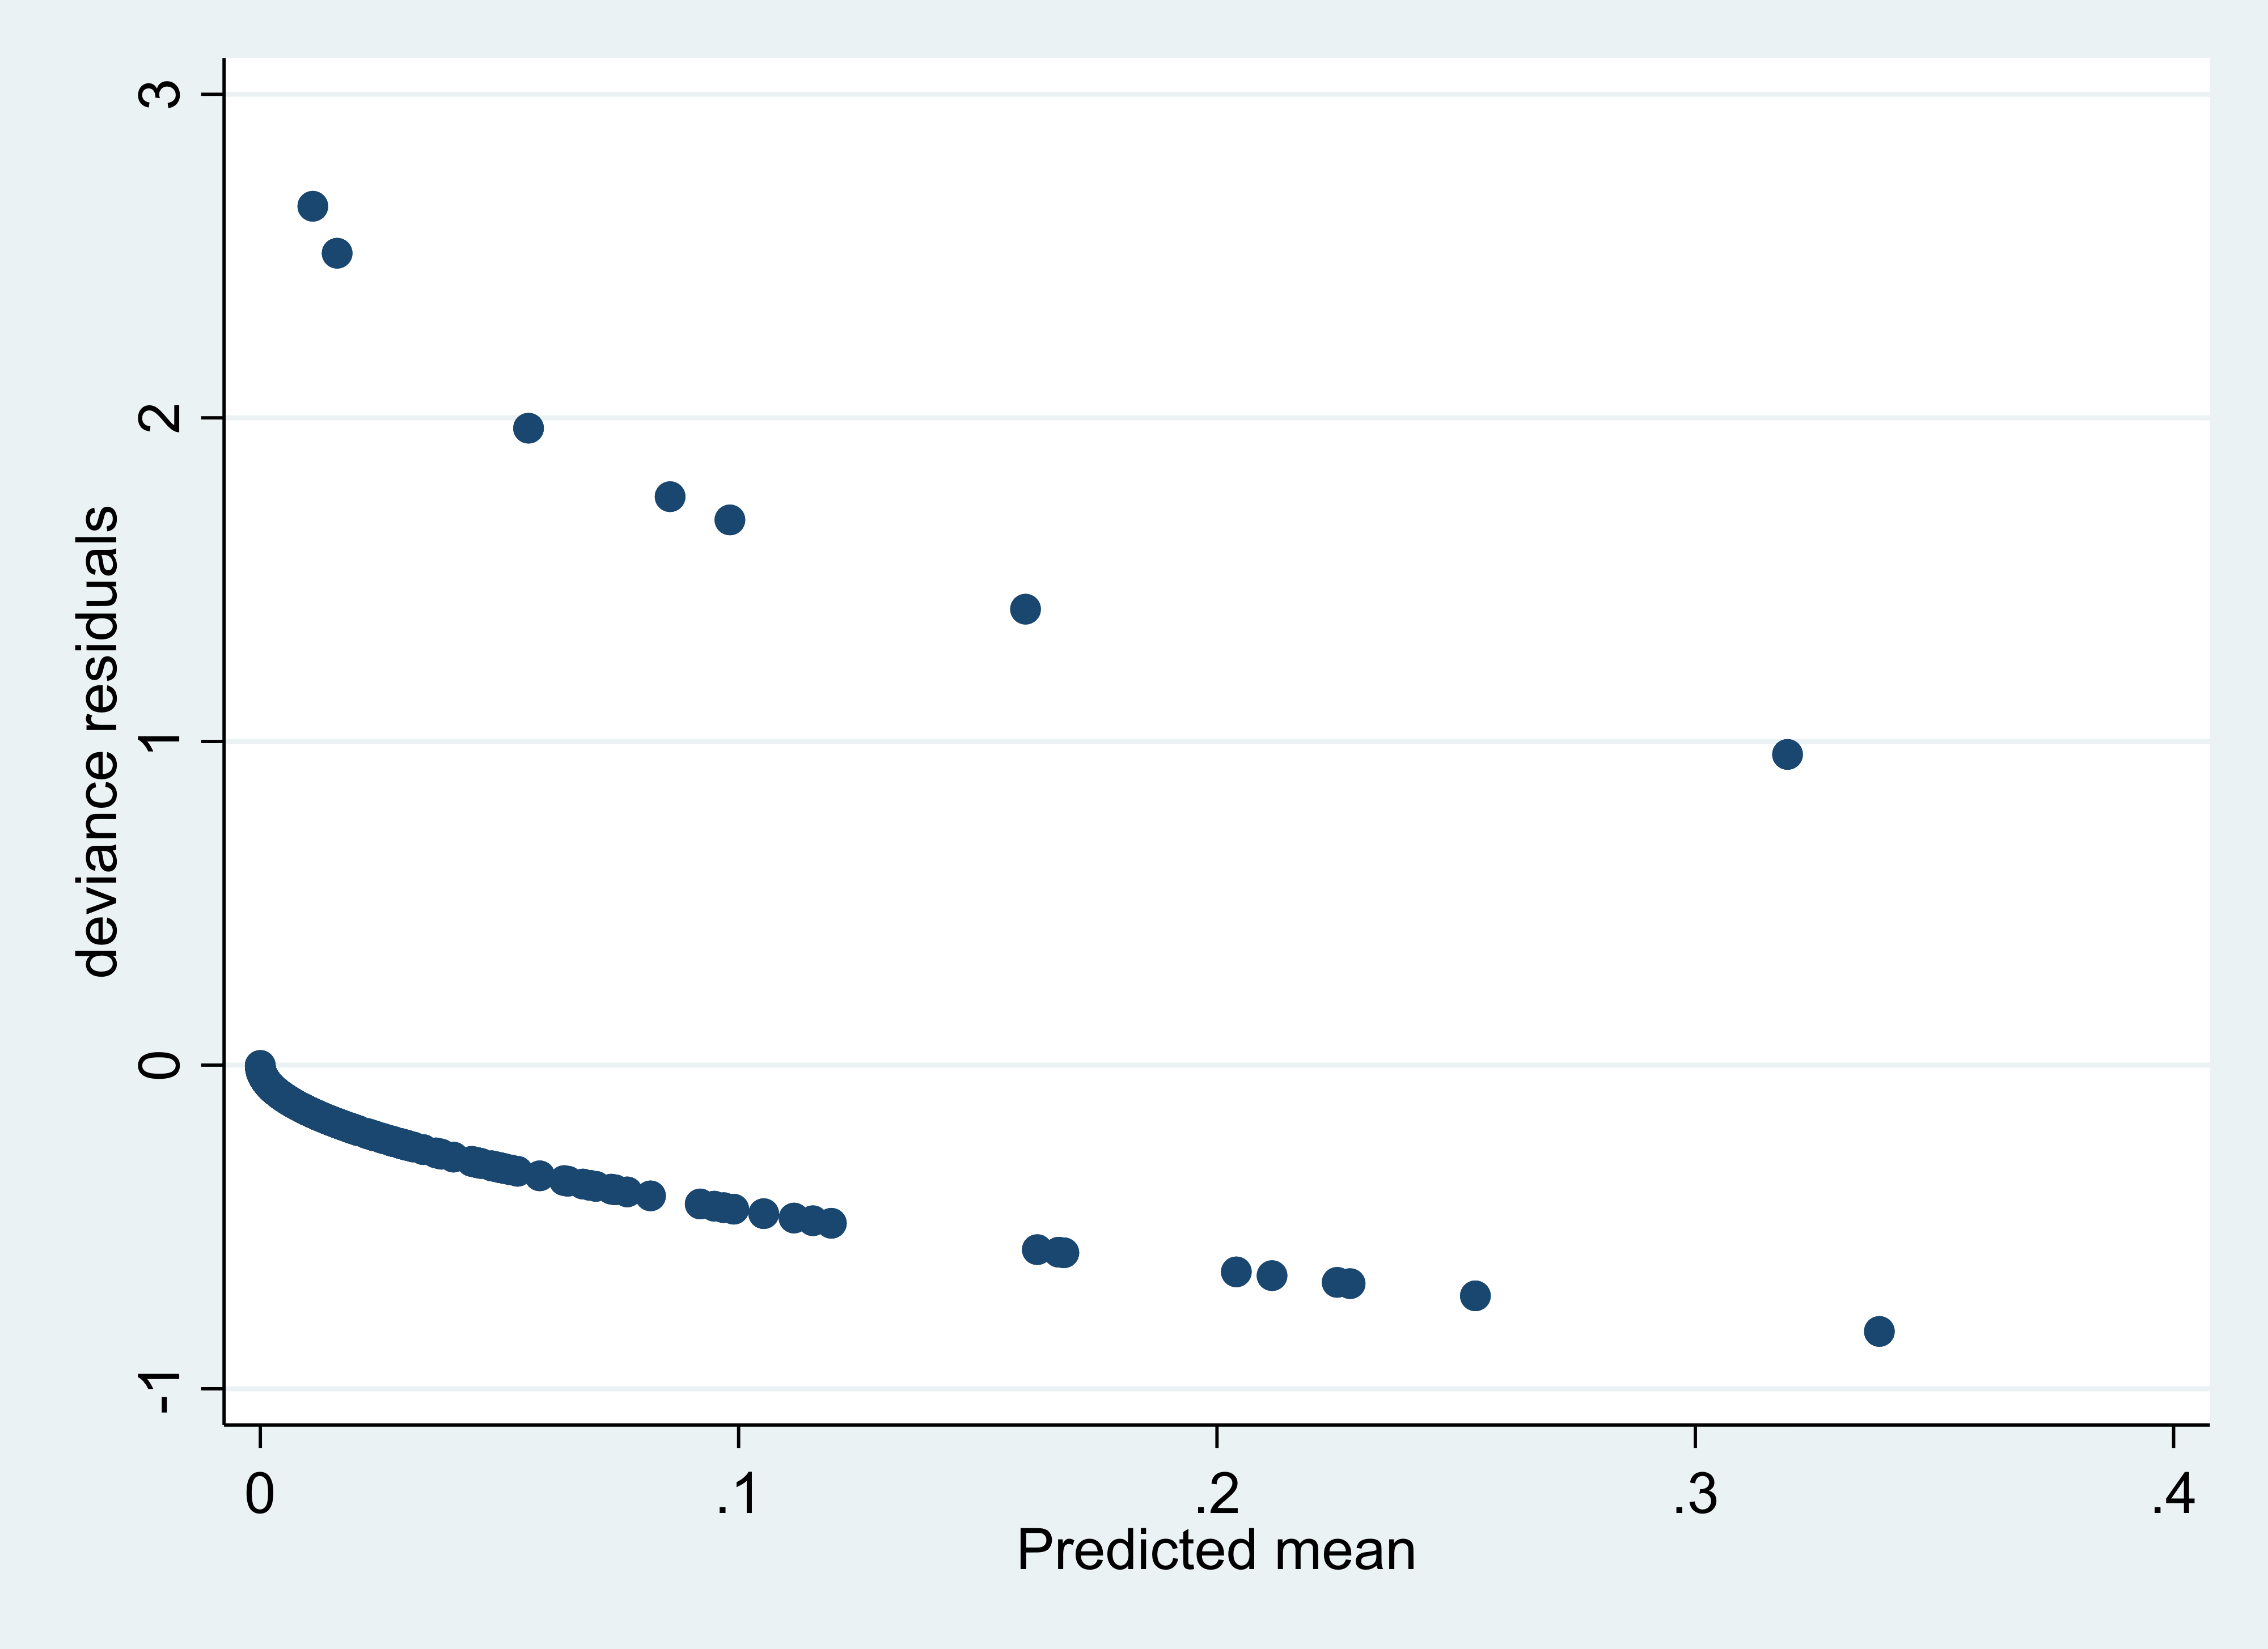 deviance residuals
3
2
1
0
-1
0 .1 .2 .3 .4
Predicted mean